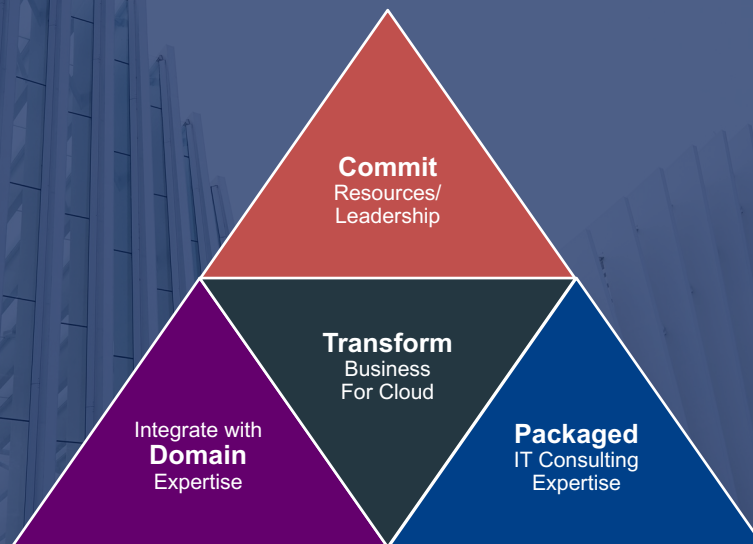 Commit
Resources/
Leadership
Transform
Business
For Cloud
Integrate with
Domain
Expertise
Packaged
IT Consulting
Expertise